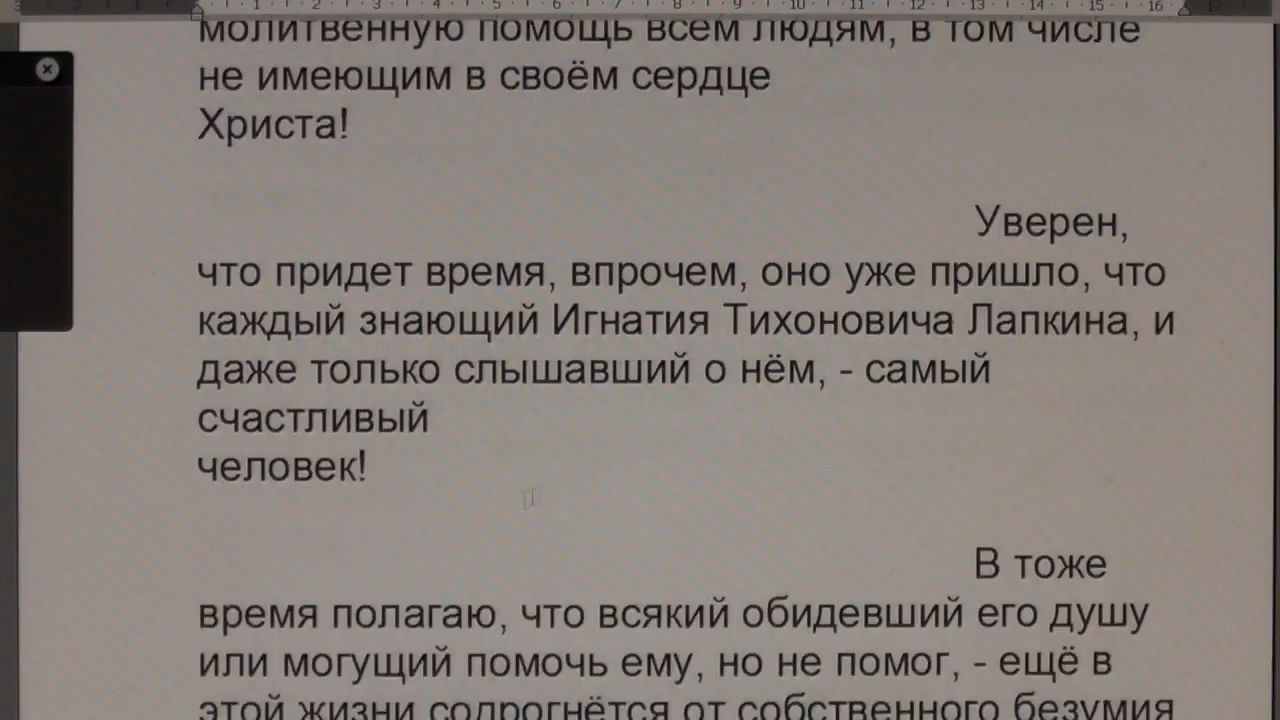 молитвенную помощь всем людям, в том числе
не имеющим в своём сердце
Христа!
Уверен,
что придет время, впрочем, оно уже пришло, что
каждый знающий Игнатия Тихоновича Лапкина, и
даже только слышавший о нём, - самый
счастливый
человек!
В тоже
время полагаю, что всякий обидевший его душу
или могущий помочь ему, но не помог, - ещё в
этой жизни содрогнётся от собственного безумия